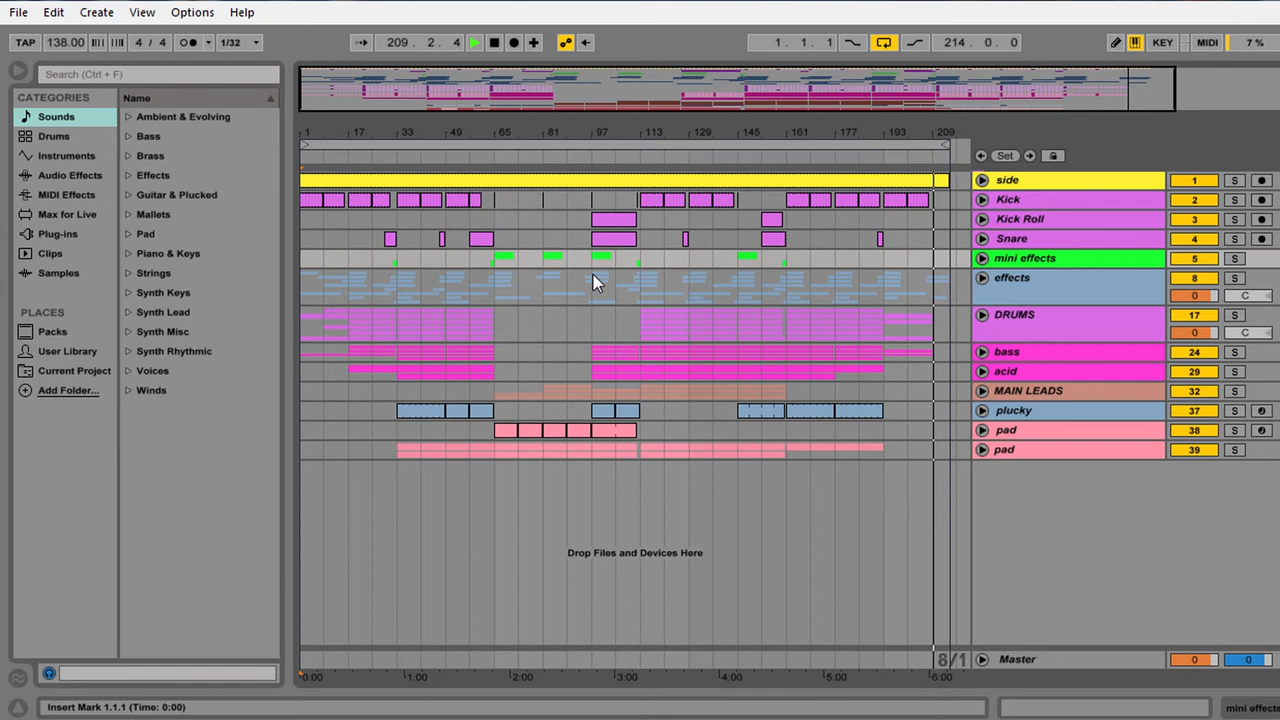 File Edit Create View Options Help
TAP 138.00 4 / 4 1/32 209. 2. 4 1. 1. 1 214. 0. 0 KEY MIDI 7 %
Search (Ctrl + F)
CATEGORIES
Sounds
Drums
Instruments
Audio Effects
MIDI Effects
Max for Live
Plug-ins
Clips
Samples
PLACES
Packs
User Library
Current Project
Add Folder...
Name
Ambient & Evolving
Bass
Brass
Effects
Guitar & Plucked
Mallets
Pad
Piano & Keys
Strings
Synth Keys
Synth Lead
Synth Misc
Synth Rhythmic
Voices
Winds
1 17 33 49 65 81 97 113 129 145 161 177 193 209
Set
side 1 S
Kick 2 S
Kick Roll 3 S
Snare 4 S
mini effects 5 S
effects 8 S
0 C
DRUMS 17 S
0 C
bass 24 S
acid 29 S
MAIN LEADS 32 S
plucky 37 S
pad 38 S
pad 39 S
Drop Files and Devices Here
8/1
Master 0 0
0:00 1:00 2:00 3:00 4:00 5:00 6:00
Insert Mark 1.1.1 (Time: 0:00)
mini effects